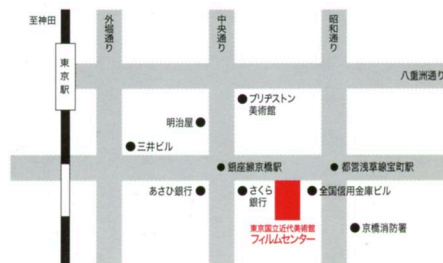 至神田
外堀通り
中央通り
昭和通り
東京駅
八重洲通り
ブリヂストン
美術館
明治屋
三井ビル
銀座線京橋駅
都営浅草線宝町駅
あさひ銀行
さくら
銀行
全国信用金庫ビル
東京国立近代美術館
フィルムセンター
京橋消防署